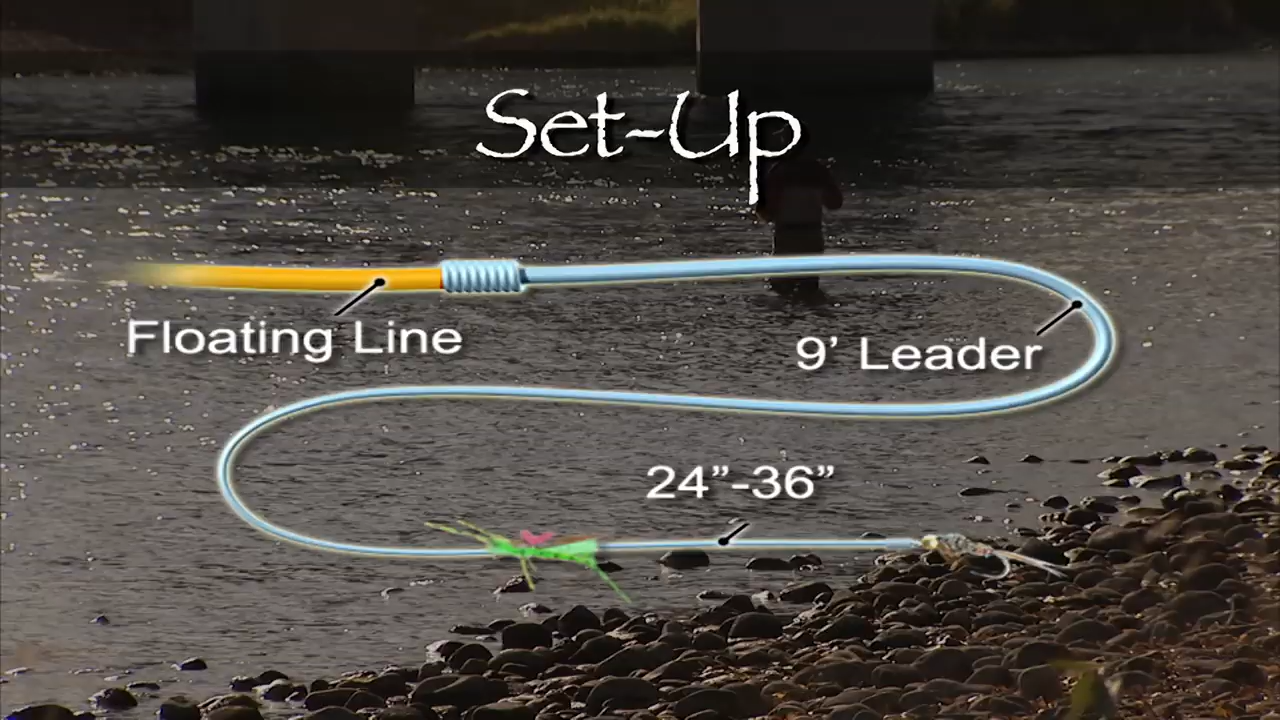 Set-Up
Floating Line
9’ Leader
24”-36”